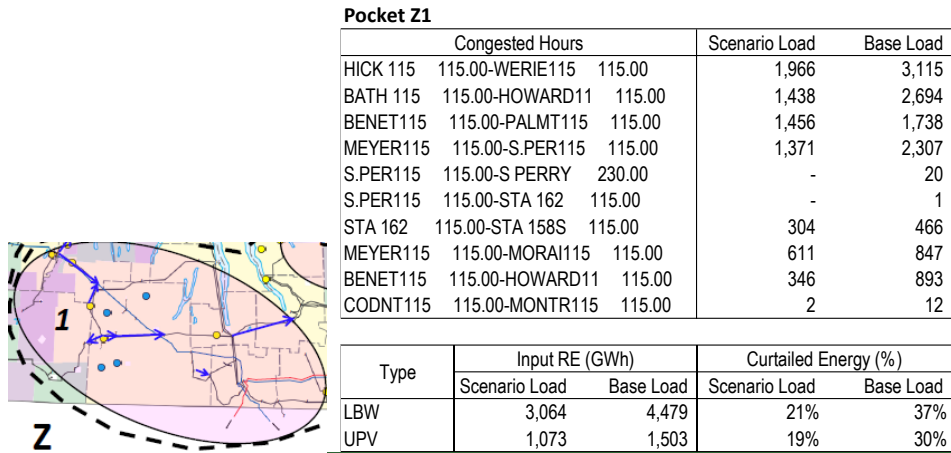 Pocket Z1
Congested Hours Scenario Load Base Load
HICK 115 115.00-WERIE115 115.00 1,966 3,115
BATH 115 115.00-HOWARD11 115.00 1,438 2,694
BENET115 115.00-PALMT115 115.00 1,456 1,738
MEYER115 115.00-S.PER115 115.00 1,371 2,307
S.PER115 115.00-S PERRY 230.00 - 20
S.PER115 115.00-STA 162 115.00 - 1
STA 162 115.00-STA 158S 115.00 304 466
MEYER115 115.00-MORAI115 115.00 611 847
BENET115 115.00-HOWARD11 115.00 346 893
CODNT115 115.00-MONTR115 115.00 2 12
Type Input RE (GWh) Curtailed Energy (%)
Scenario Load Base Load Scenario Load Base Load
LBW 3,064 4,479 21% 37%
UPV 1,073 1,503 19% 30%
1
Z